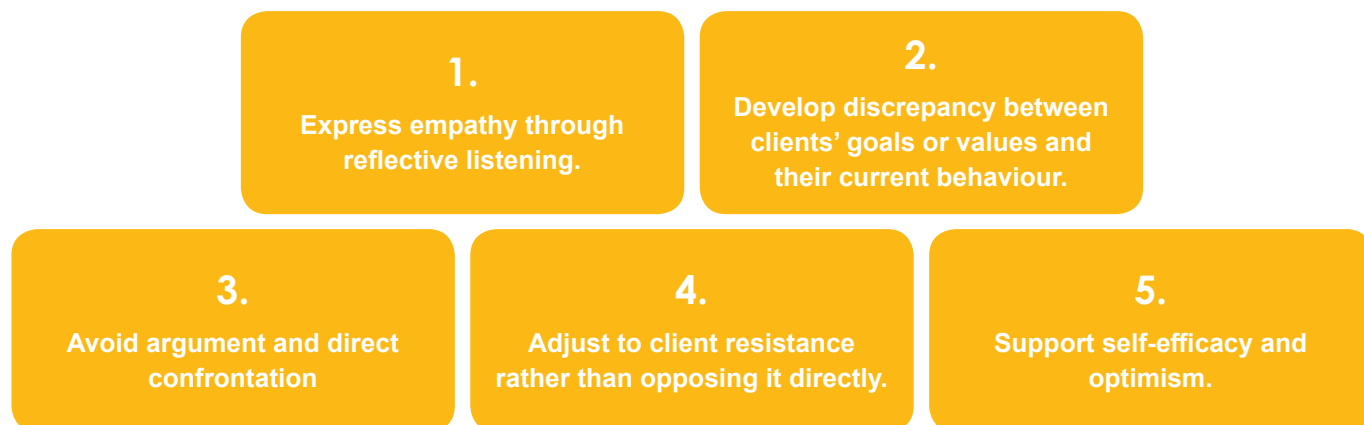 1.
Express empathy through
reflective listening.
2.
Develop discrepancy between
clients’ goals or values and
their current behaviour.
3.
Avoid argument and direct
confrontation
4.
Adjust to client resistance
rather than opposing it directly.
5.
Support self-efficacy and
optimism.